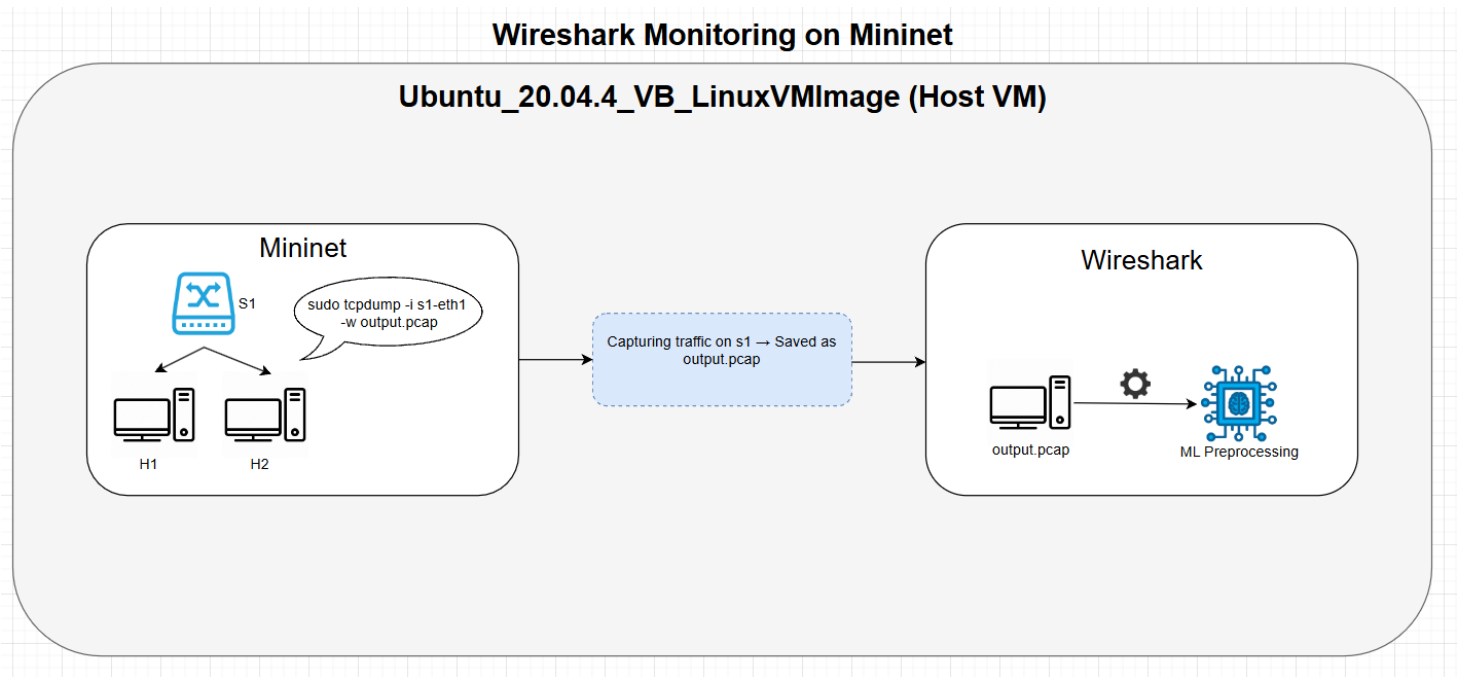 Wireshark Monitoring on Mininet
Ubuntu_20.04.4_VB_LinuxVMImage (Host VM)
Mininet
S1
sudo tcpdump -i s1-eth1
-w output.pcap
H1
H2
Capturing traffic on s1 → Saved as
output.pcap
Wireshark
output.pcap
ML Preprocessing